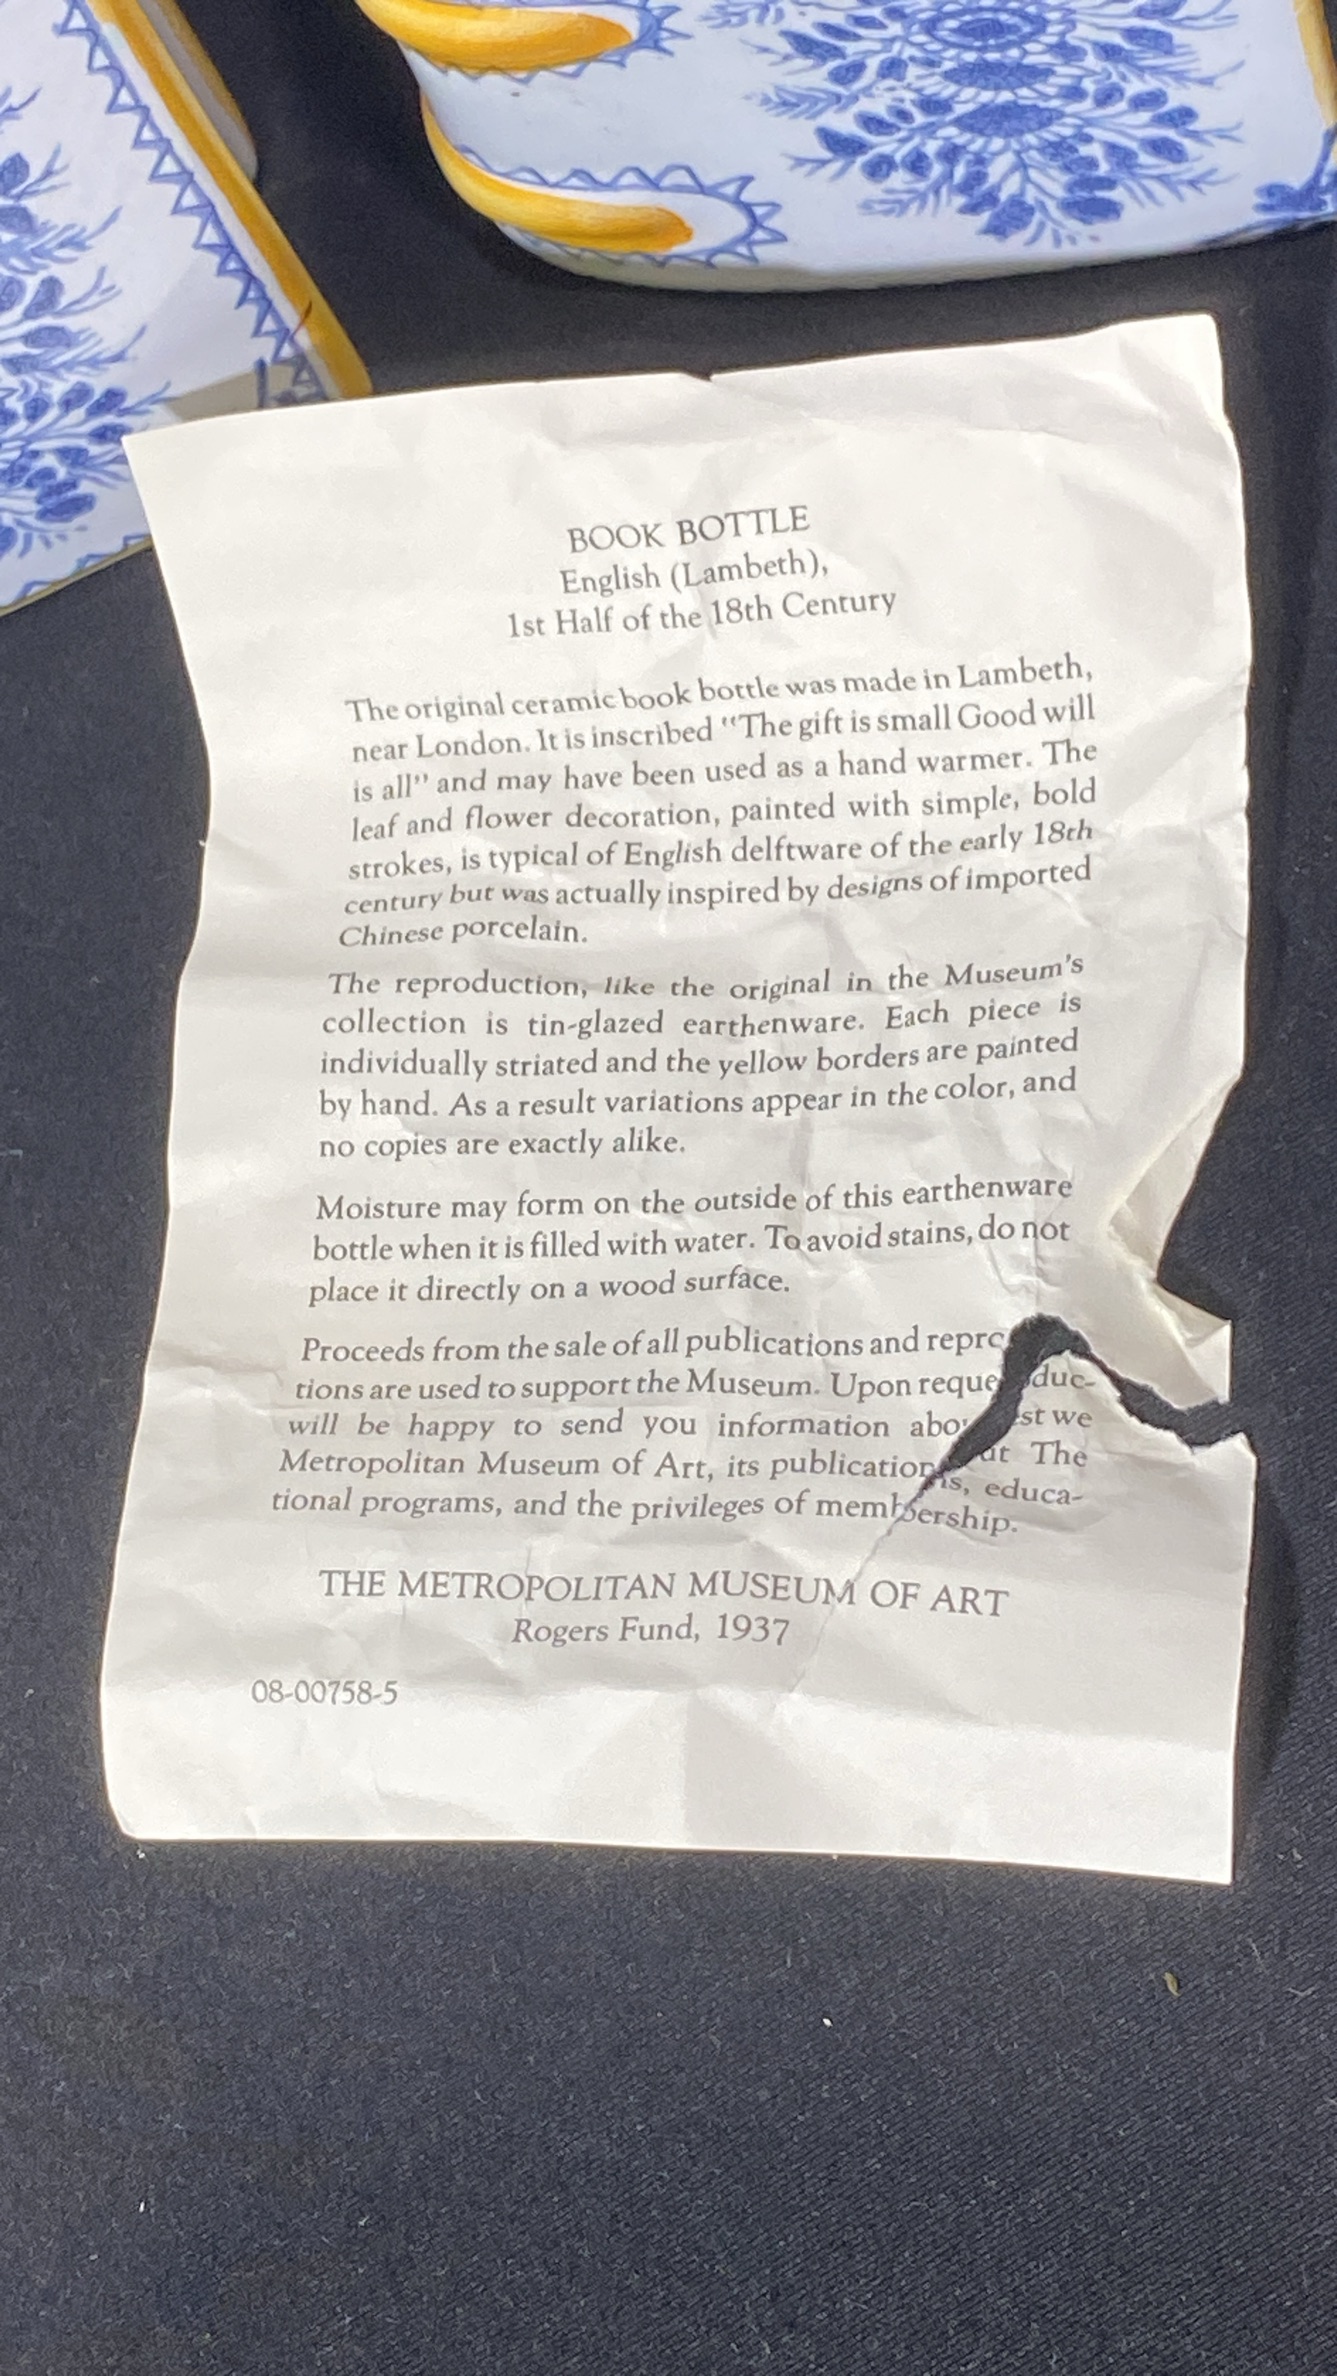 BOOK BOTTLE
English (Lambeth),
1st Half of the 18th Century
The original ceramic book bottle was made in Lambeth,
near London. It is inscribed "The gift is small Good will
is all" and may have been used as a hand warmer. The
leaf and flower decoration, painted with simple, bold
strokes, is typical of English delftware of the early 18th
century but was actually inspired by designs of imported
Chinese porcelain.
The reproduction, like the original in the Museum's
collection is tin-glazed earthenware. Each piece is
individually striated and the yellow borders are painted
by hand. As a result variations appear in the color, and
no copies are exactly alike.
Moisture may form on the outside of this earthenware
bottle when it is filled with water. To avoid stains, do not
place it directly on a wood surface.
Proceeds from the sale of all publications and reproduc-
tions are used to support the Museum. Upon request we
will be happy to send you information about The
Metropolitan Museum of Art, its publications, educa-
tional programs, and the privileges of membership.
THE METROPOLITAN MUSEUM OF ART
Rogers Fund, 1937
08-00758-5